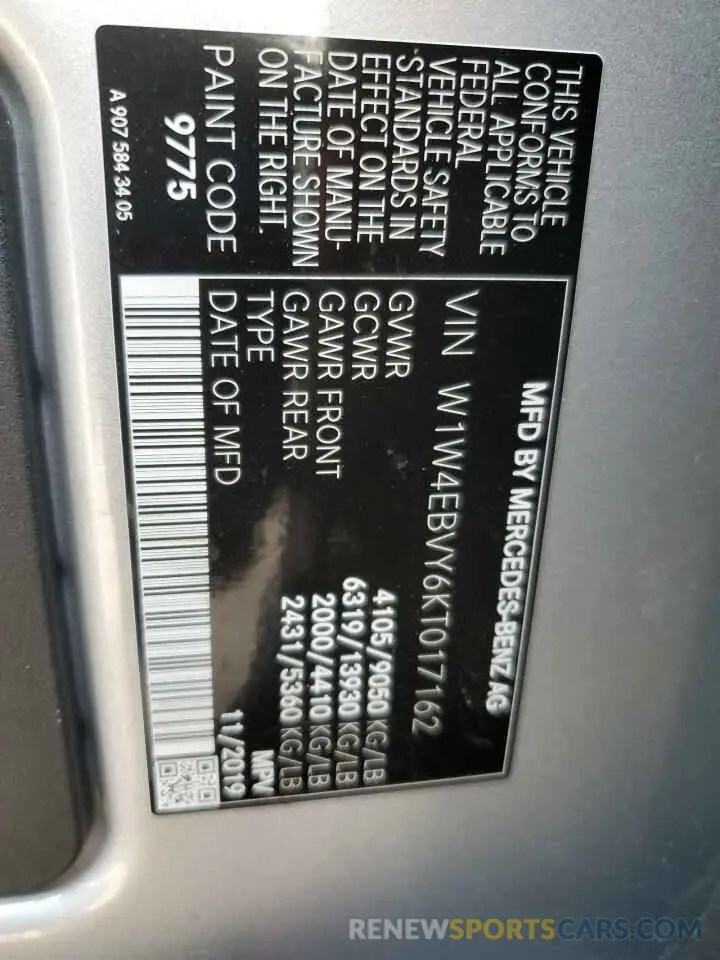 MFD BY MERCEDES-BENZ AG
VIN W1W4EBVY6KT017162
GVWR 4105/9050 KG/LB
GCWR 6319/13930 KG/LB
GAWR FRONT 2000/4410 KG/LB
GAWR REAR 2431/5360 KG/LB
TYPE MPV
DATE OF MFD 11/2019
THIS VEHICLE
CONFORMS TO
ALL APPLICABLE
FEDERAL
VEHICLE SAFETY
STANDARDS IN
EFFECT ON THE
DATE OF MANU-
FACTURE SHOWN
ON THE RIGHT.
PAINT CODE
9775
A 907 584 34 05
RENEWSPORTSCARS.COM